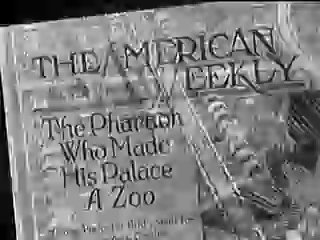 THE AMERICAN
WEEKLY
The Pharaoh
Who Made
His Palace
A Zoo